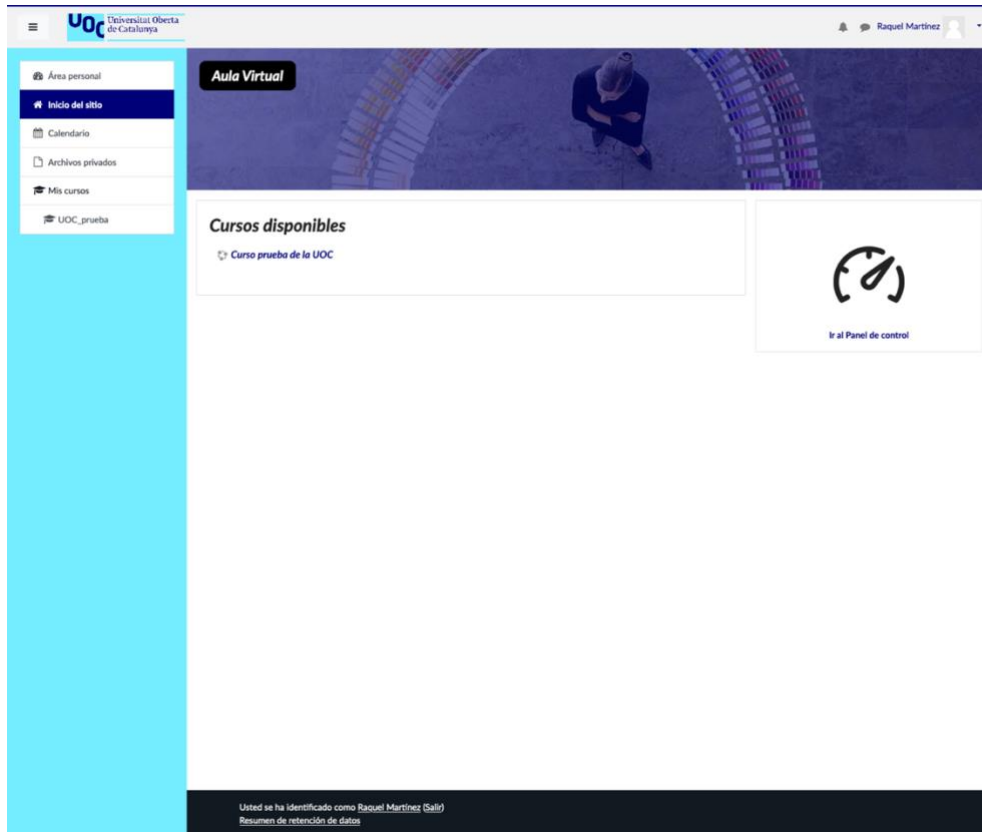 UOC Universitat Oberta
de Catalunya
Raquel Martínez
Área personal
Inicio del sitio
Calendario
Archivos privados
Mis cursos
UOC_prueba
Aula Virtual
Cursos disponibles
Curso prueba de la UOC
Ir al Panel de control
Usted se ha identificado como Raquel Martínez (Salir)
Resumen de retención de datos